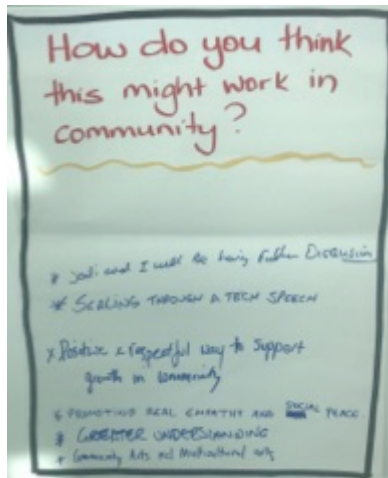 How do you think
this might work in
community?
* and I will be having further Discussion
* SCALING THROUGH A TECH SPEECH
x Positive & respectful way to support
growth in community
* PROMOTING REAL EMPATHY AND SOCIAL PEACE.
* GREATER UNDERSTANDING
+ Community Arts and Multicultural arts